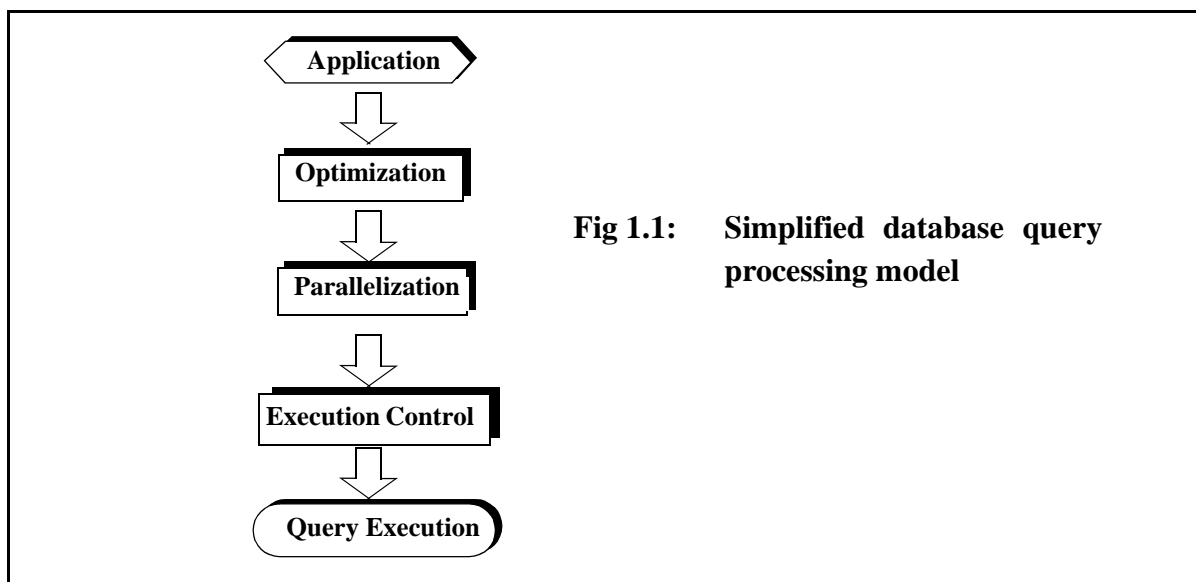 Application
Optimization
Parallelization
Execution Control
Query Execution
Fig 1.1: Simplified database query
processing model